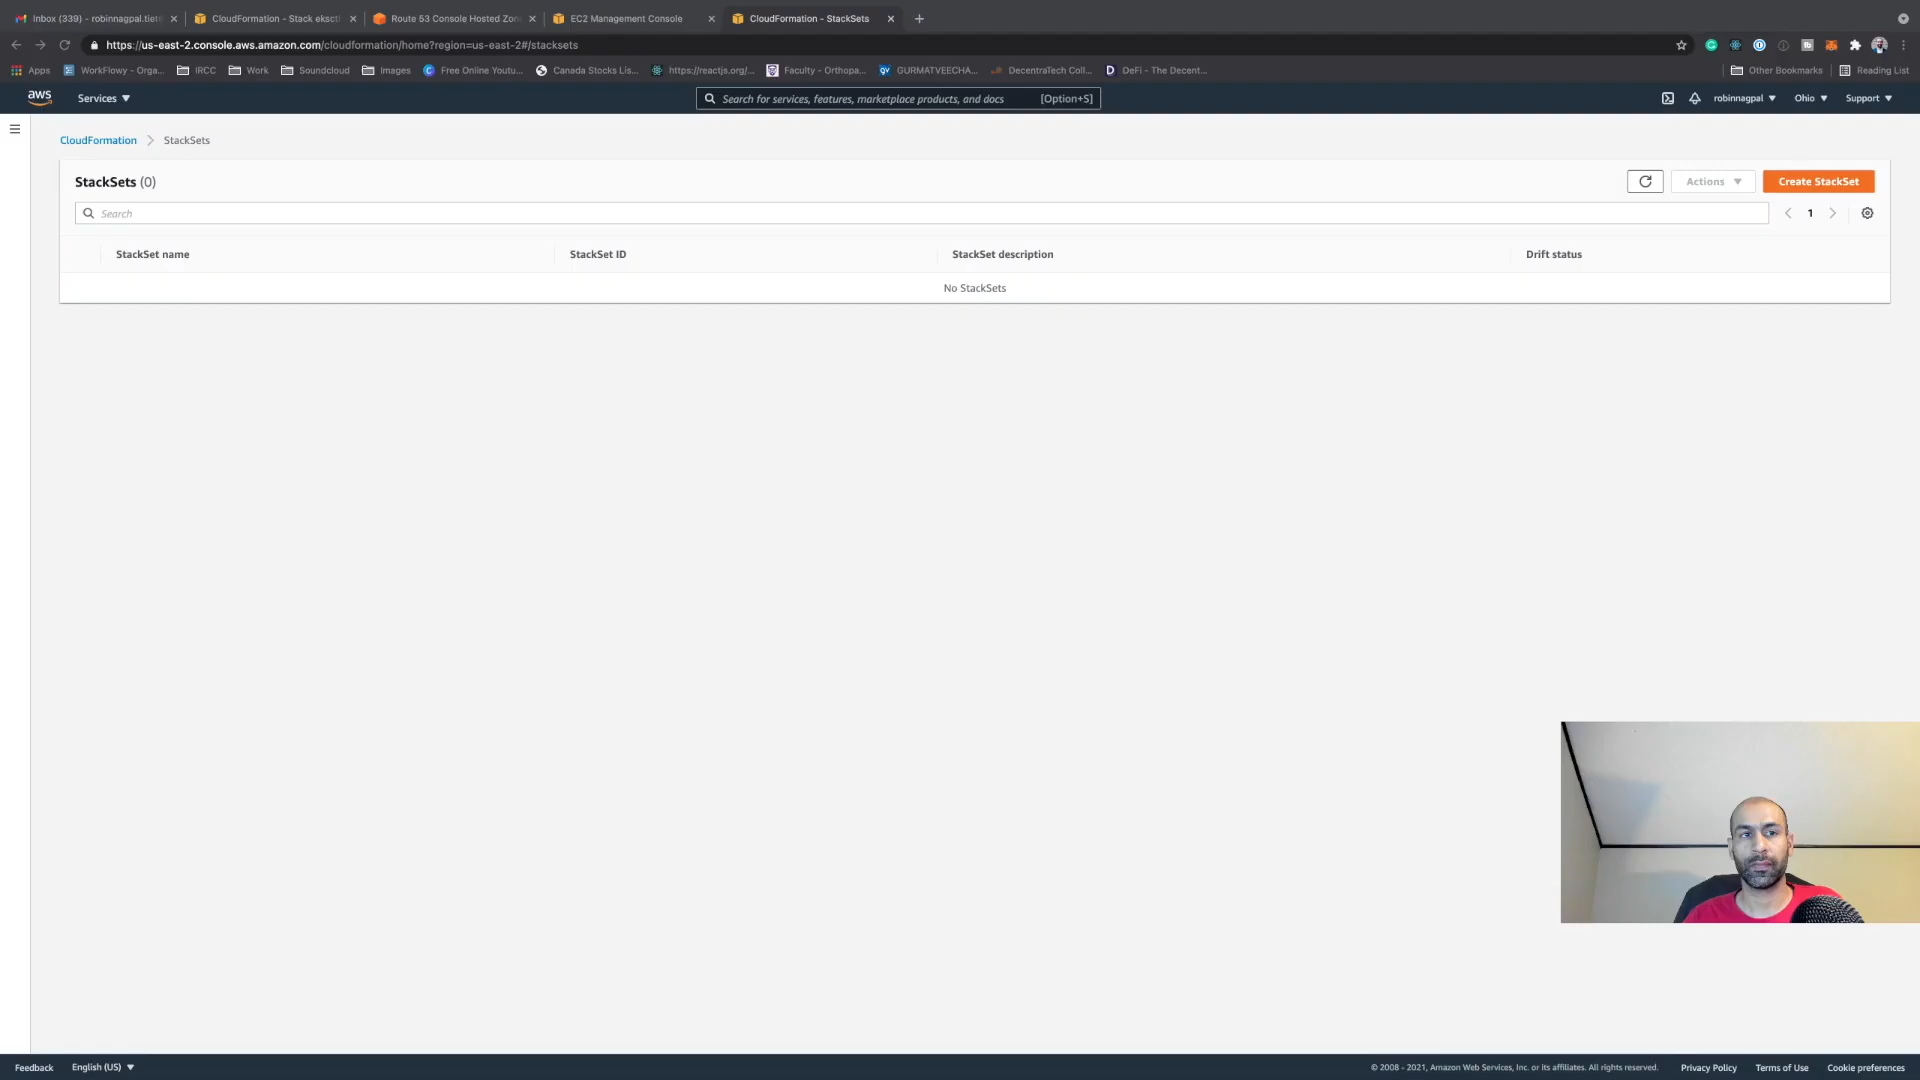 Inbox (339) - robinnagpal.tiets
CloudFormation - Stack eksctl
Route 53 Console Hosted Zon
EC2 Management Console
CloudFormation - StackSets
https://us-east-2.console.aws.amazon.com/cloudformation/home?region=us-east-2#/stacksets
Apps
WorkFlowy - Orga...
IRCC
Work
Soundcloud
Images
Free Online Youtu...
Canada Stocks Lis...
https://reactjs.org/...
Faculty - Orthopa...
GURMATVEECHA...
DecentraTech Coll...
DeFi - The Decent...
Other Bookmarks
Reading List
aws
Services
Search for services, features, marketplace products, and docs
[Option+S]
robinnagpal
Ohio
Support
CloudFormation
StackSets
StackSets (0)
Actions
Create StackSet
Search
1
StackSet name
StackSet ID
StackSet description
Drift status
No StackSets
Feedback
English (US)
© 2008 - 2021, Amazon Web Services, Inc. or its affiliates. All rights reserved.
Privacy Policy
Terms of Use
Cookie preferences